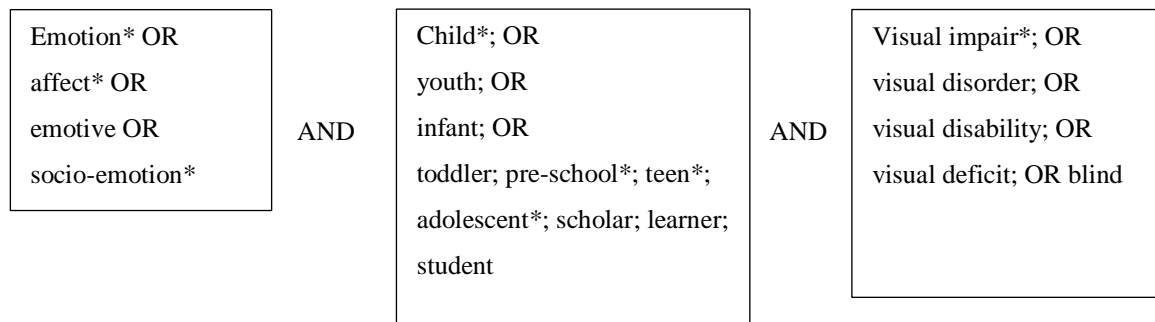 Emotion* OR
affect* OR
emotive OR
socio-emotion*
AND
Child*; OR
youth; OR
infant; OR
toddler; pre-school*; teen*;
adolescent*; scholar; learner;
student
AND
Visual impair*; OR
visual disorder; OR
visual disability; OR
visual deficit; OR blind